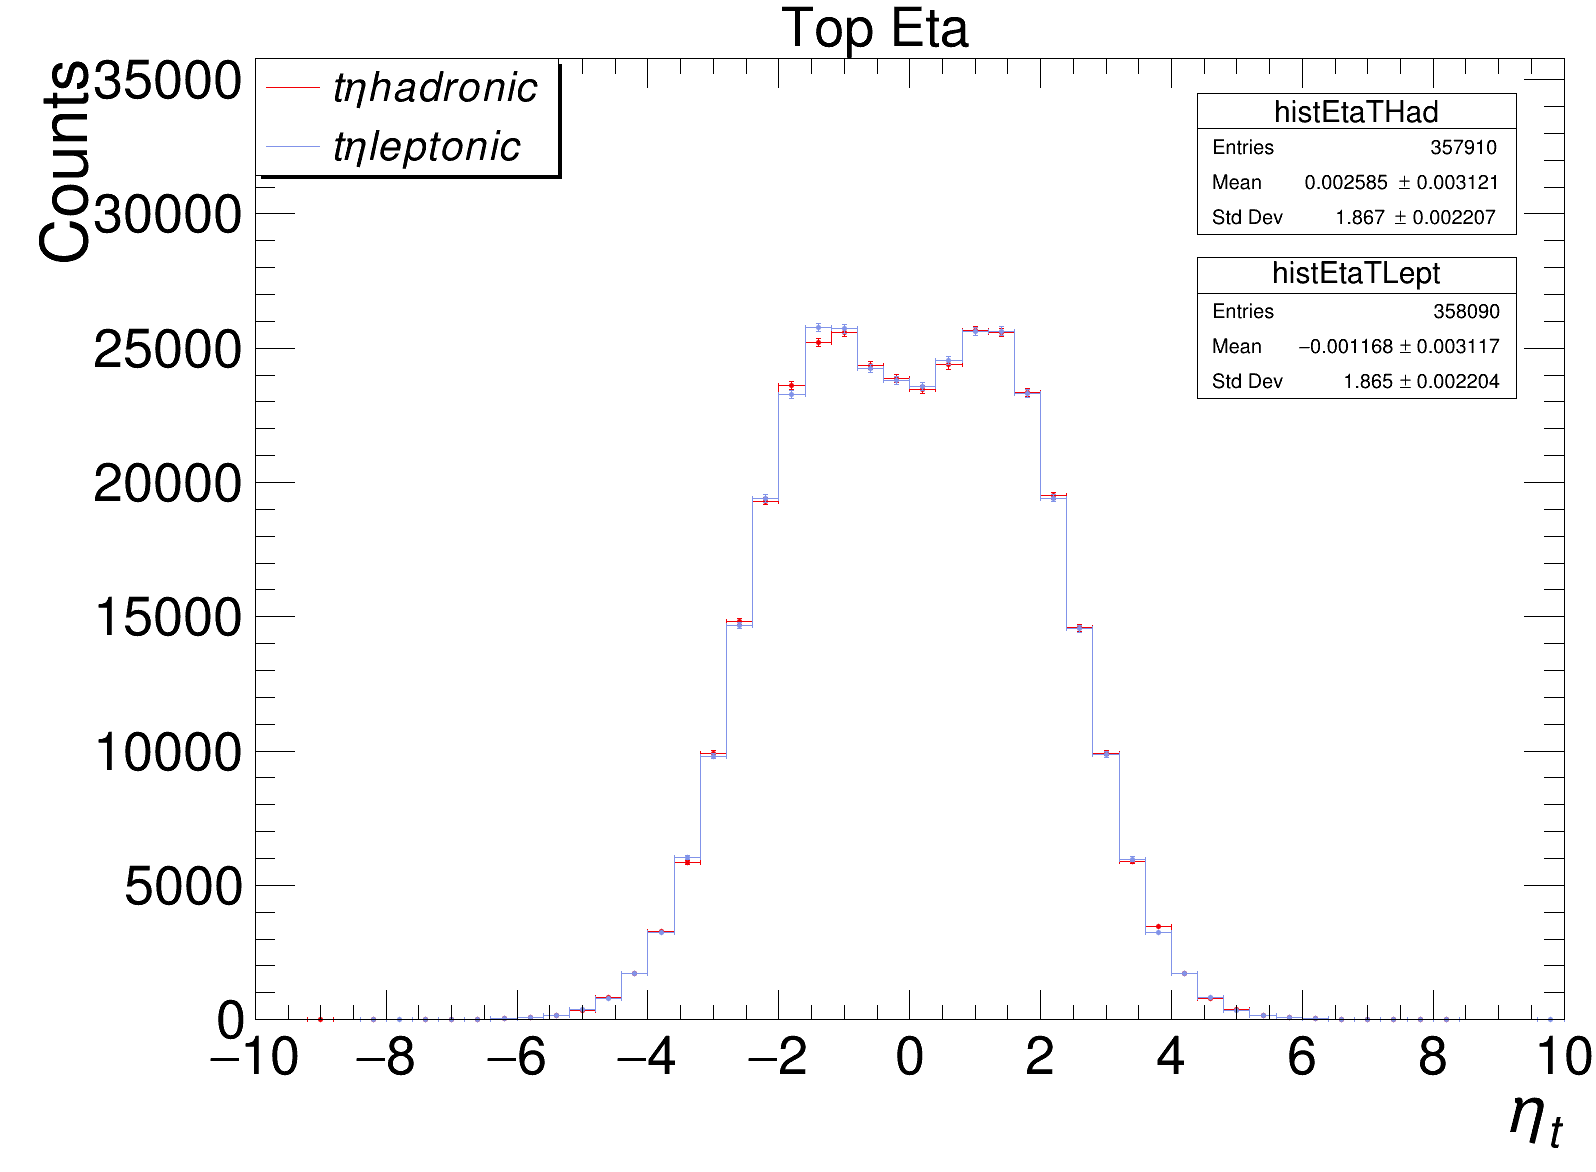 Top Eta
Counts
35000
30000
25000
20000
15000
10000
5000
0
tηhadronic
tηleptonic
histEtaTHad
Entries 357910
Mean 0.002585 ± 0.003121
Std Dev 1.867 ± 0.002207
histEtaTLept
Entries 358090
Mean −0.001168 ± 0.003117
Std Dev 1.865 ± 0.002204
−10 −8 −6 −4 −2 0 2 4 6 8 10
η_t